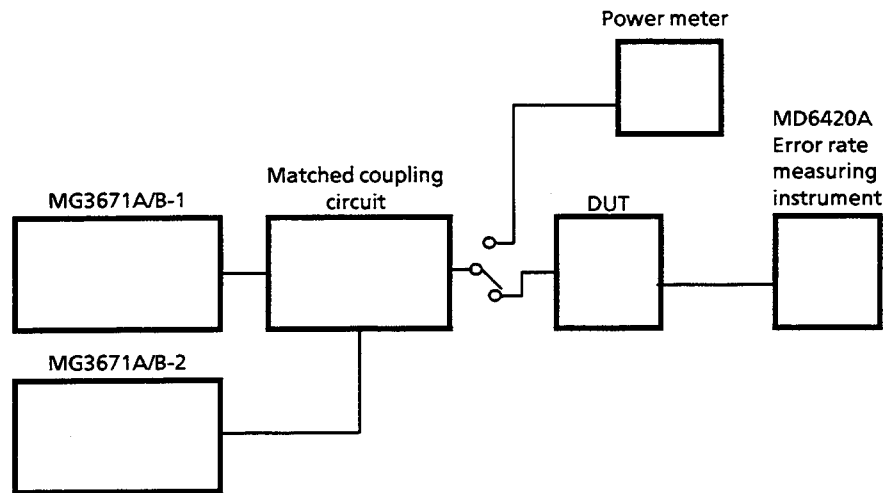 Power meter
MD6420A
Error rate
measuring
instrument
Matched coupling
circuit
MG3671A/B-1
DUT
MG3671A/B-2